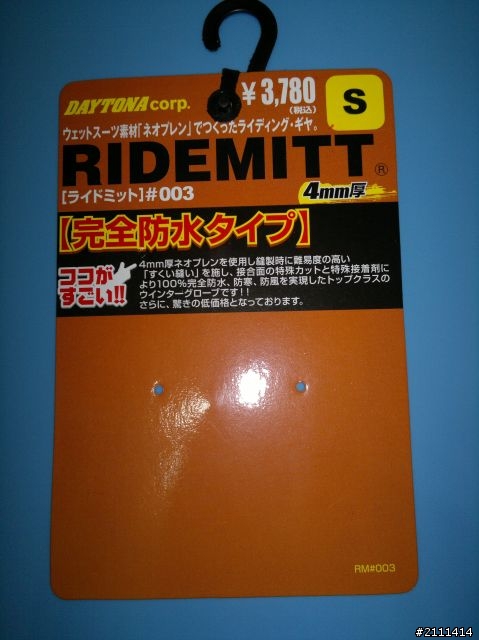 DAYTONA corp.
¥3,780
(税込)
S
ウェットスーツ素材「ネオプレン」でつくったライディング・ギヤ。
RIDEMITT®
[ライドミット]#003
4mm厚
【完全防水タイプ】
ココが
すごい!!
4mm厚ネオプレンを使用し縫製時に難易度の高い
「すくい縫い」を施し、接合面の特殊カットと特殊接着剤に
より100%完全防水、防寒、防風を実現したトップクラスの
ウインターグローブです!!
さらに、驚きの低価格となっております。
RM#003
#2111414